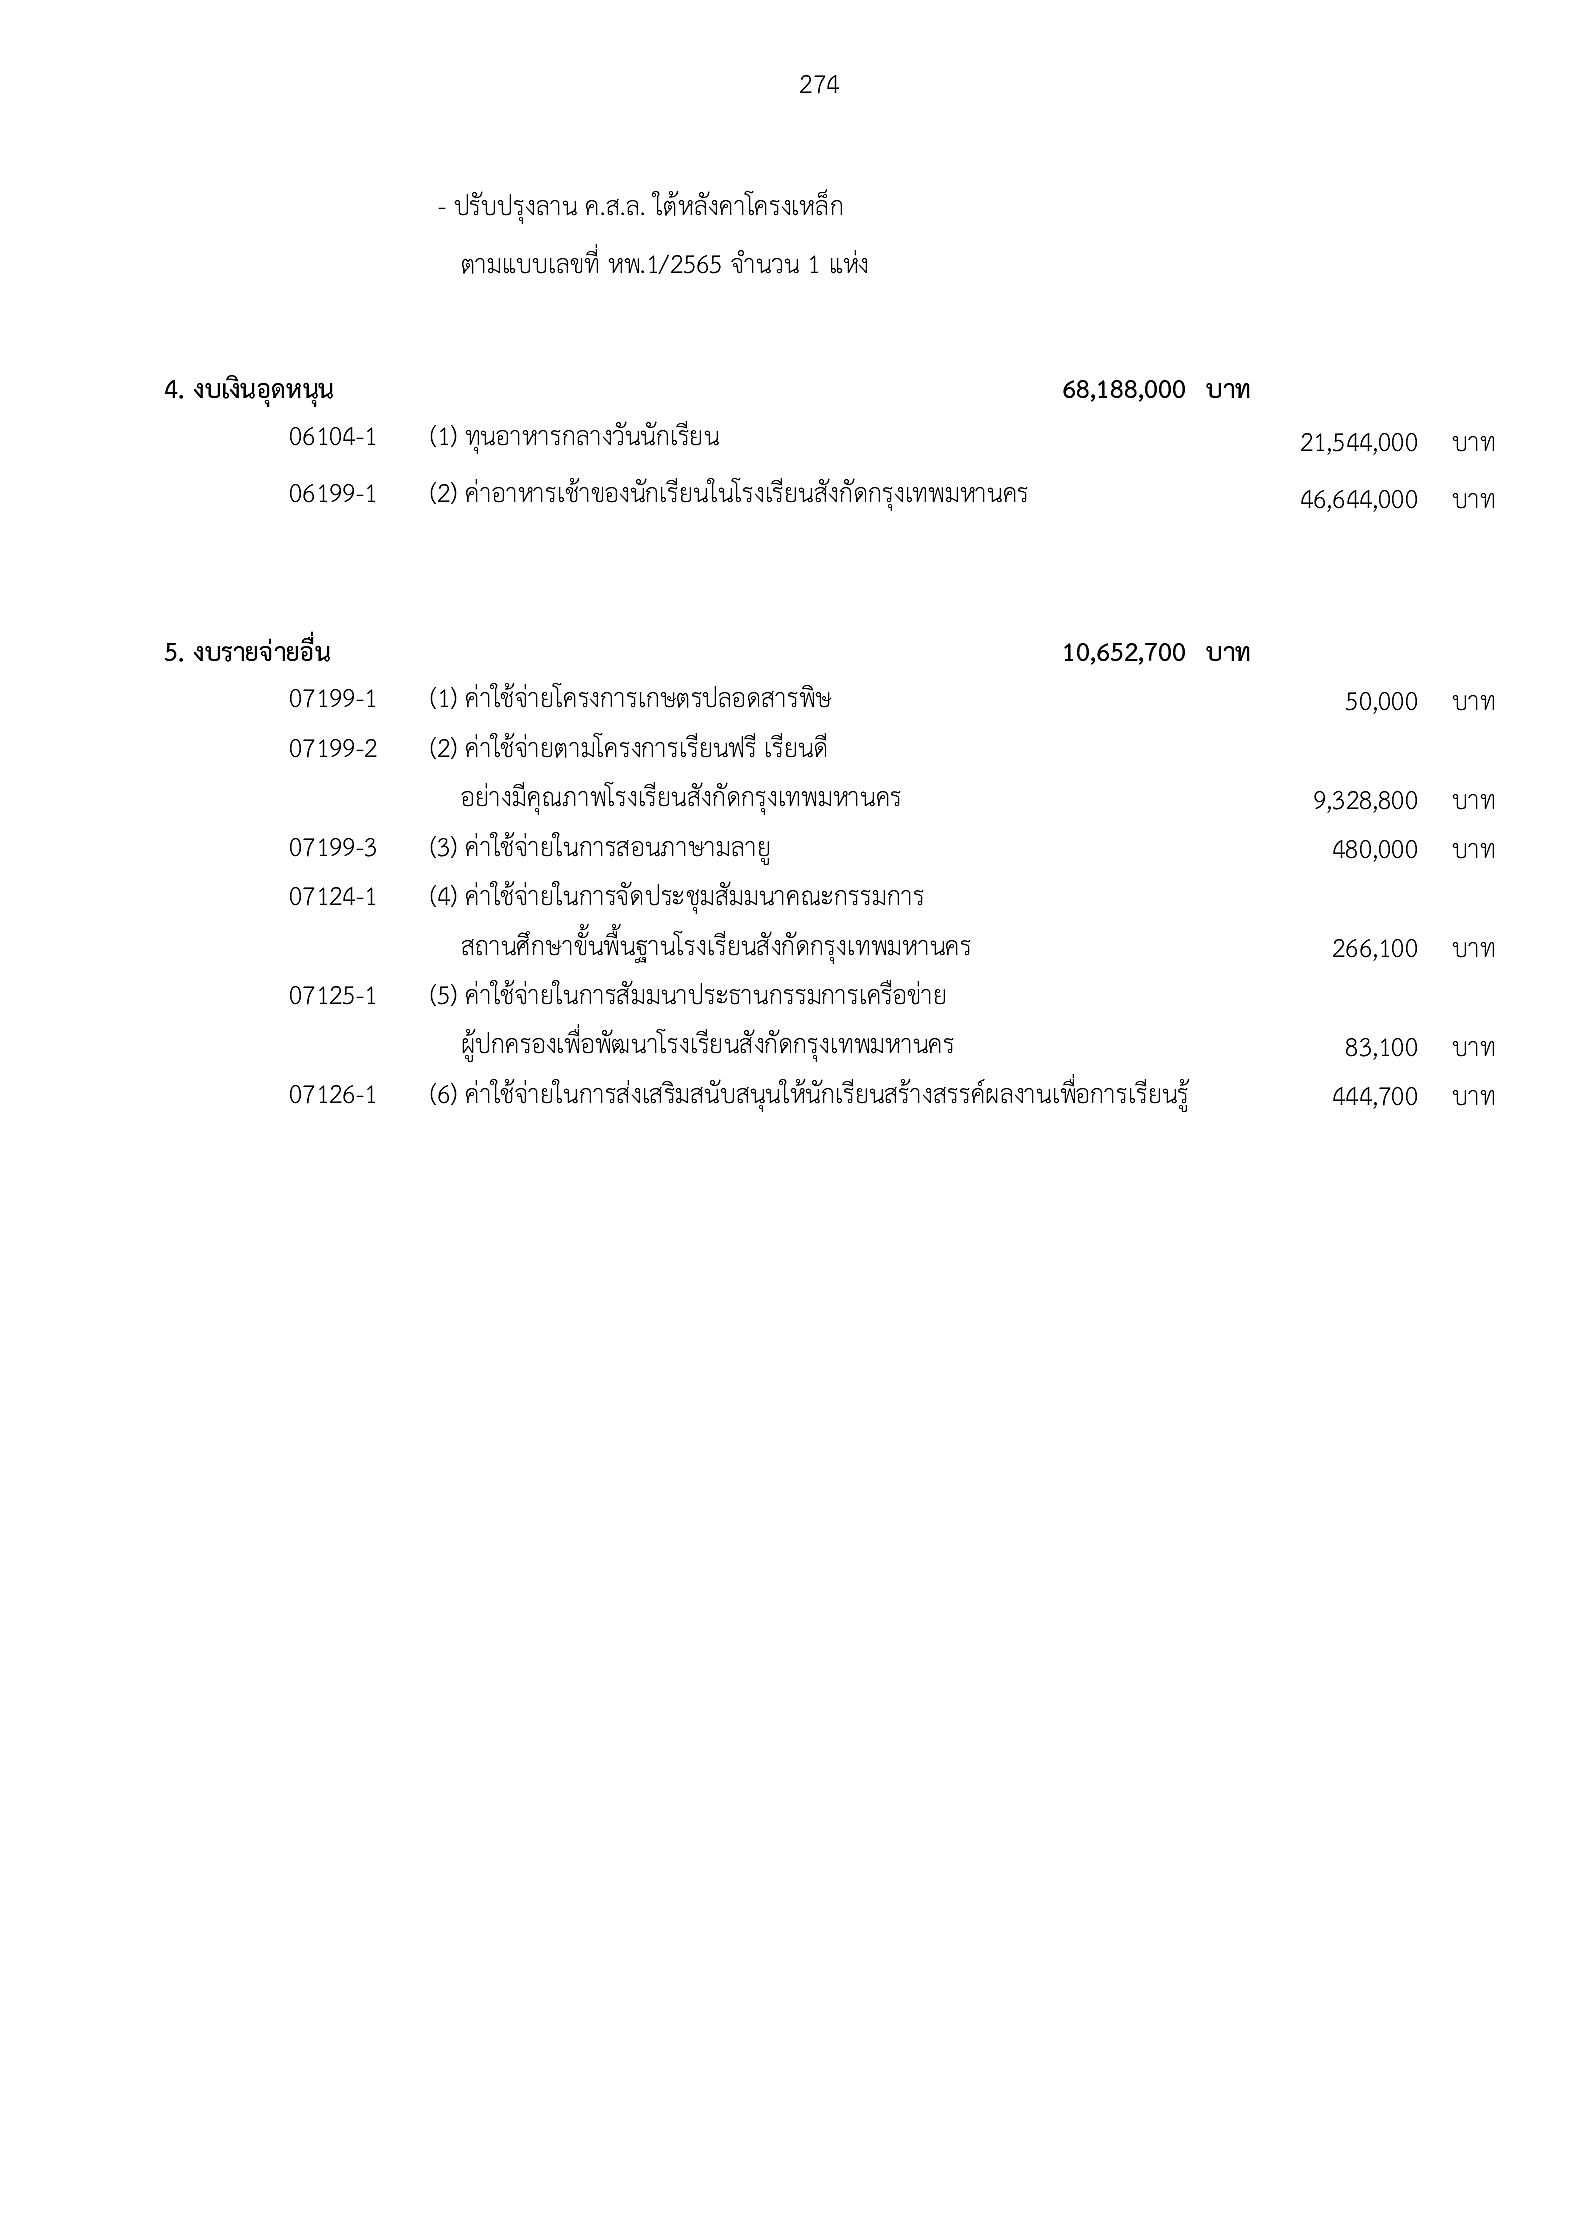 274
- ปรับปรุงลาน ค.ส.ล. ใต้หลังคาโครงเหล็ก
ตามแบบเลขที่ หพ.1/2565 จำนวน 1 แห่ง
4. งบเงินอุดหนุน 68,188,000 บาท
06104-1 (1) ทุนอาหารกลางวันนักเรียน 21,544,000 บาท
06199-1 (2) ค่าอาหารเช้าของนักเรียนในโรงเรียนสังกัดกรุงเทพมหานคร 46,644,000 บาท
5. งบรายจ่ายอื่น 10,652,700 บาท
07199-1 (1) ค่าใช้จ่ายโครงการเกษตรปลอดสารพิษ 50,000 บาท
07199-2 (2) ค่าใช้จ่ายตามโครงการเรียนฟรี เรียนดี
อย่างมีคุณภาพโรงเรียนสังกัดกรุงเทพมหานคร 9,328,800 บาท
07199-3 (3) ค่าใช้จ่ายในการสอนภาษามลายู 480,000 บาท
07124-1 (4) ค่าใช้จ่ายในการจัดประชุมสัมมนาคณะกรรมการ
สถานศึกษาขั้นพื้นฐานโรงเรียนสังกัดกรุงเทพมหานคร 266,100 บาท
07125-1 (5) ค่าใช้จ่ายในการสัมมนาประธานกรรมการเครือข่าย
ผู้ปกครองเพื่อพัฒนาโรงเรียนสังกัดกรุงเทพมหานคร 83,100 บาท
07126-1 (6) ค่าใช้จ่ายในการส่งเสริมสนับสนุนให้นักเรียนสร้างสรรค์ผลงานเพื่อการเรียนรู้ 444,700 บาท